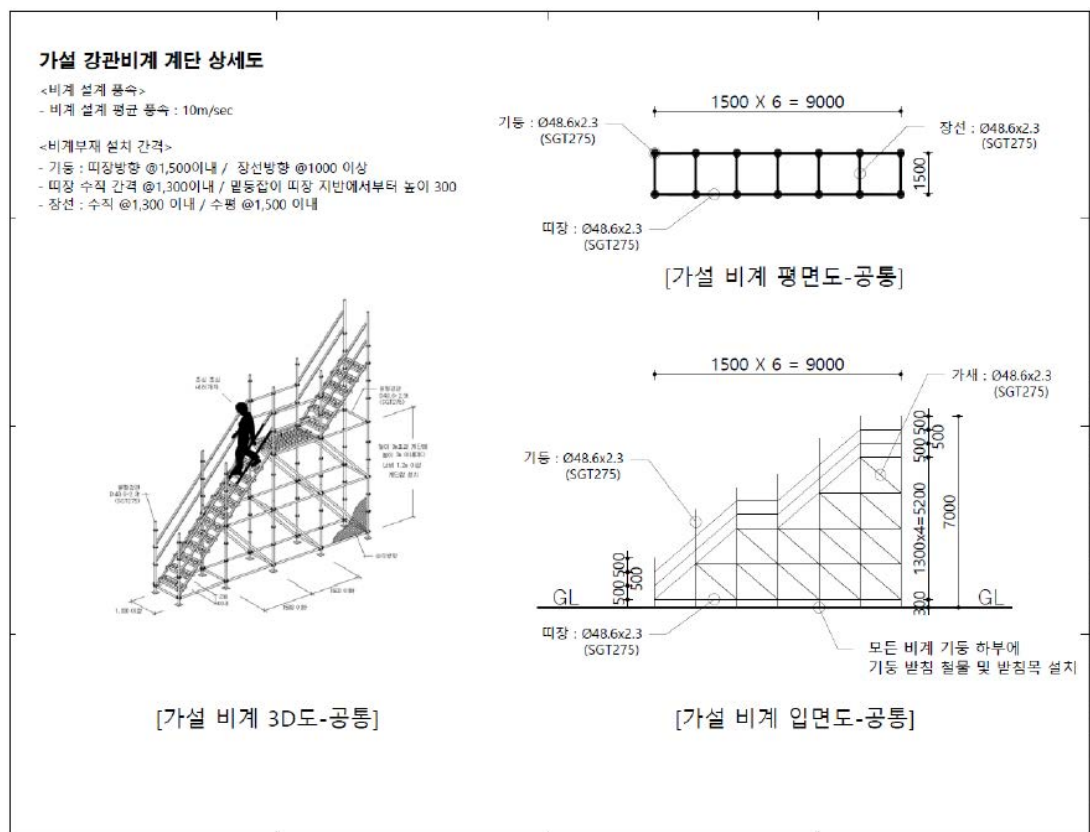 가설 강관비계 계단 상세도
<비계 설계 풍속>
- 비계 설계 평균 풍속 : 10m/sec
<비계부재 설치 간격>
- 기둥 : 띠장방향 @1,500이내 / 장선방향 @1000 이상
- 띠장 수직 간격 @1,300이내 / 밑둥잡이 띠장 지반에서부터 높이 300
- 장선 : 수직 @1,300 이내 / 수평 @1,500 이내
1500 X 6 = 9000
기둥 : Ø48.6x2.3
(SGT275)
장선 : Ø48.6x2.3
(SGT275)
1500
띠장 : Ø48.6x2.3
(SGT275)
[가설 비계 평면도-공통]
1500 X 6 = 9000
가새 : Ø48.6x2.3
(SGT275)
기둥 : Ø48.6x2.3
(SGT275)
500 500
500
1300x4=5200
7000
500 500
500
300
GL
GL
띠장 : Ø48.6x2.3
(SGT275)
모든 비계 기둥 하부에
기둥 받침 철물 및 받침목 설치
[가설 비계 입면도-공통]
(SGT275)
(SGT275)
[가설 비계 3D도-공통]